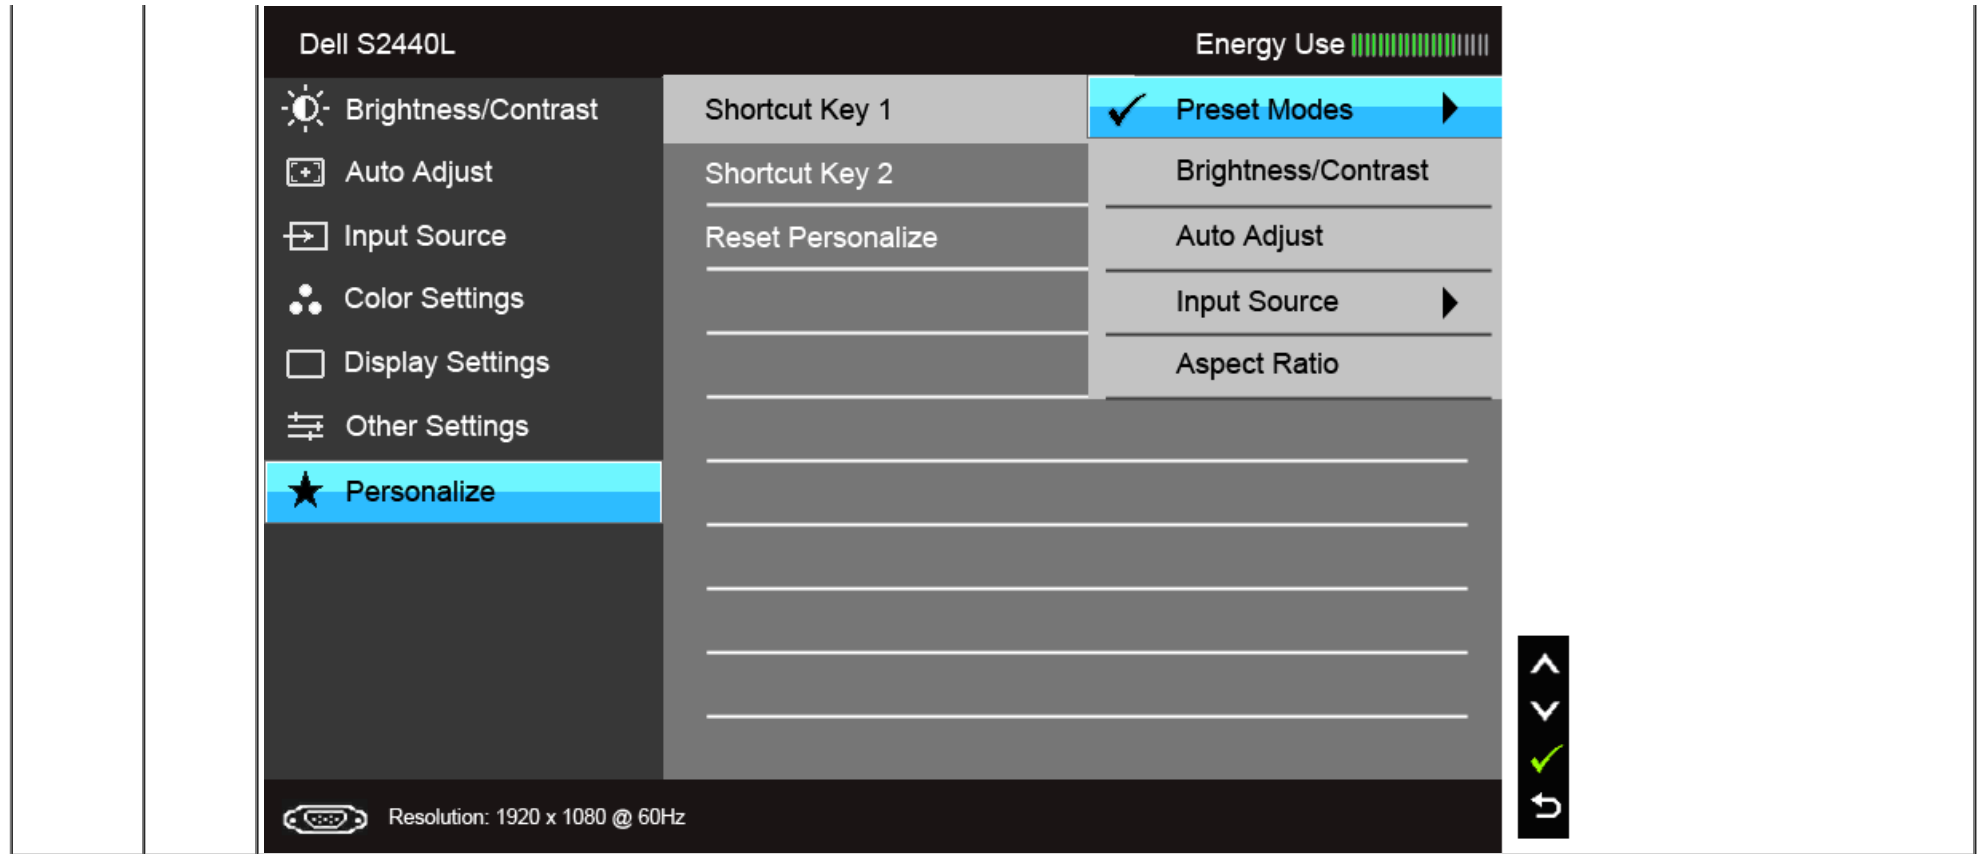 Dell S2440L
Energy Use
Brightness/Contrast
Auto Adjust
Input Source
Color Settings
Display Settings
Other Settings
Personalize
Shortcut Key 1
Shortcut Key 2
Reset Personalize
Preset Modes
Brightness/Contrast
Auto Adjust
Input Source
Aspect Ratio
Resolution: 1920 x 1080 @ 60Hz